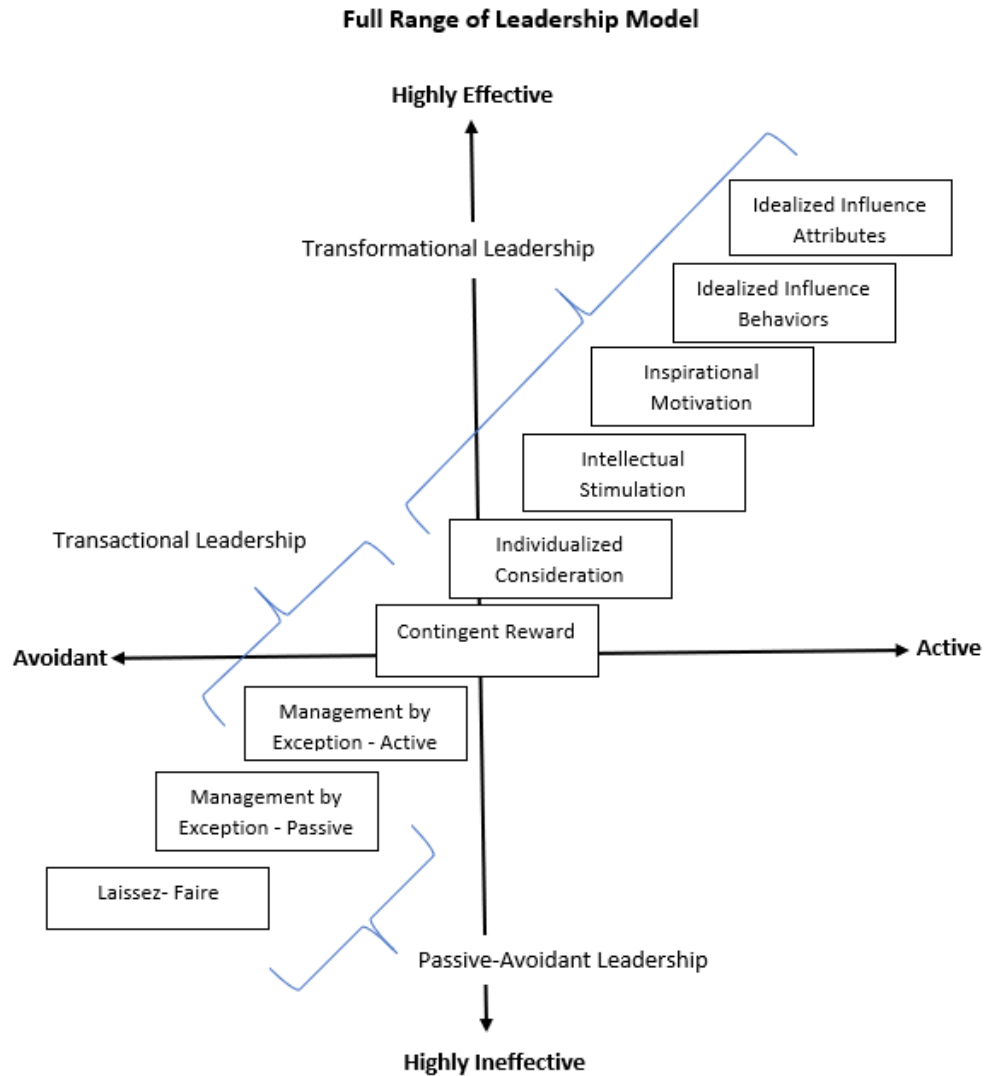 Full Range of Leadership Model
Highly Effective
Idealized Influence
Attributes
Transformational Leadership
Idealized Influence
Behaviors
Inspirational
Motivation
Intellectual
Stimulation
Transactional Leadership
Individualized
Consideration
Contingent Reward
Avoidant
Active
Management by
Exception - Active
Management by
Exception - Passive
Laissez- Faire
Passive-Avoidant Leadership
Highly Ineffective